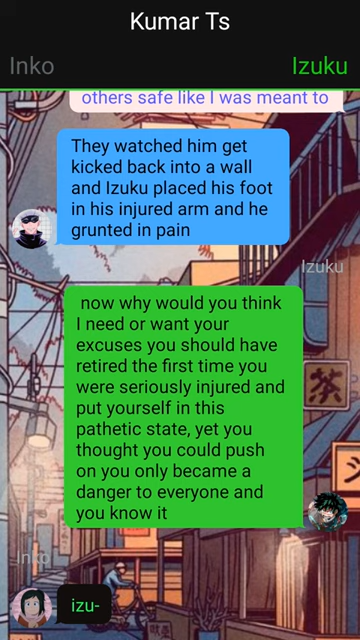 Kumar Ts
Inko
Izuku
others safe like I was meant to
They watched him get
kicked back into a wall
and Izuku placed his foot
in his injured arm and he
grunted in pain
Izuku
now why would you think
I need or want your
excuses you should have
retired the first time you
were seriously injured and
put yourself in this
pathetic state, yet you
thought you could push
on you only became a
danger to everyone and
you know it
Inko
izu-